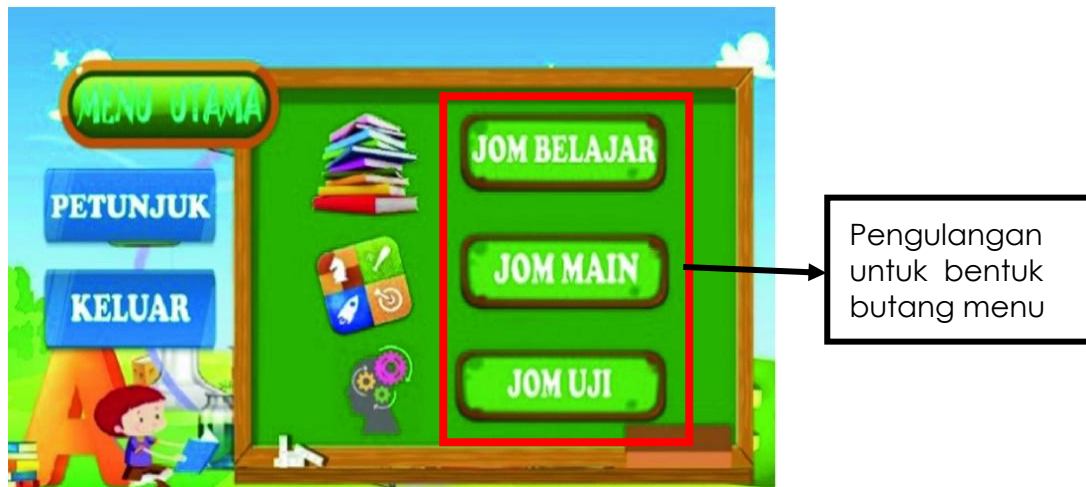 MENU UTAMA
PETUNJUK
KELUAR
JOM BELAJAR
JOM MAIN
JOM UJI
Pengulangan
untuk bentuk
butang menu